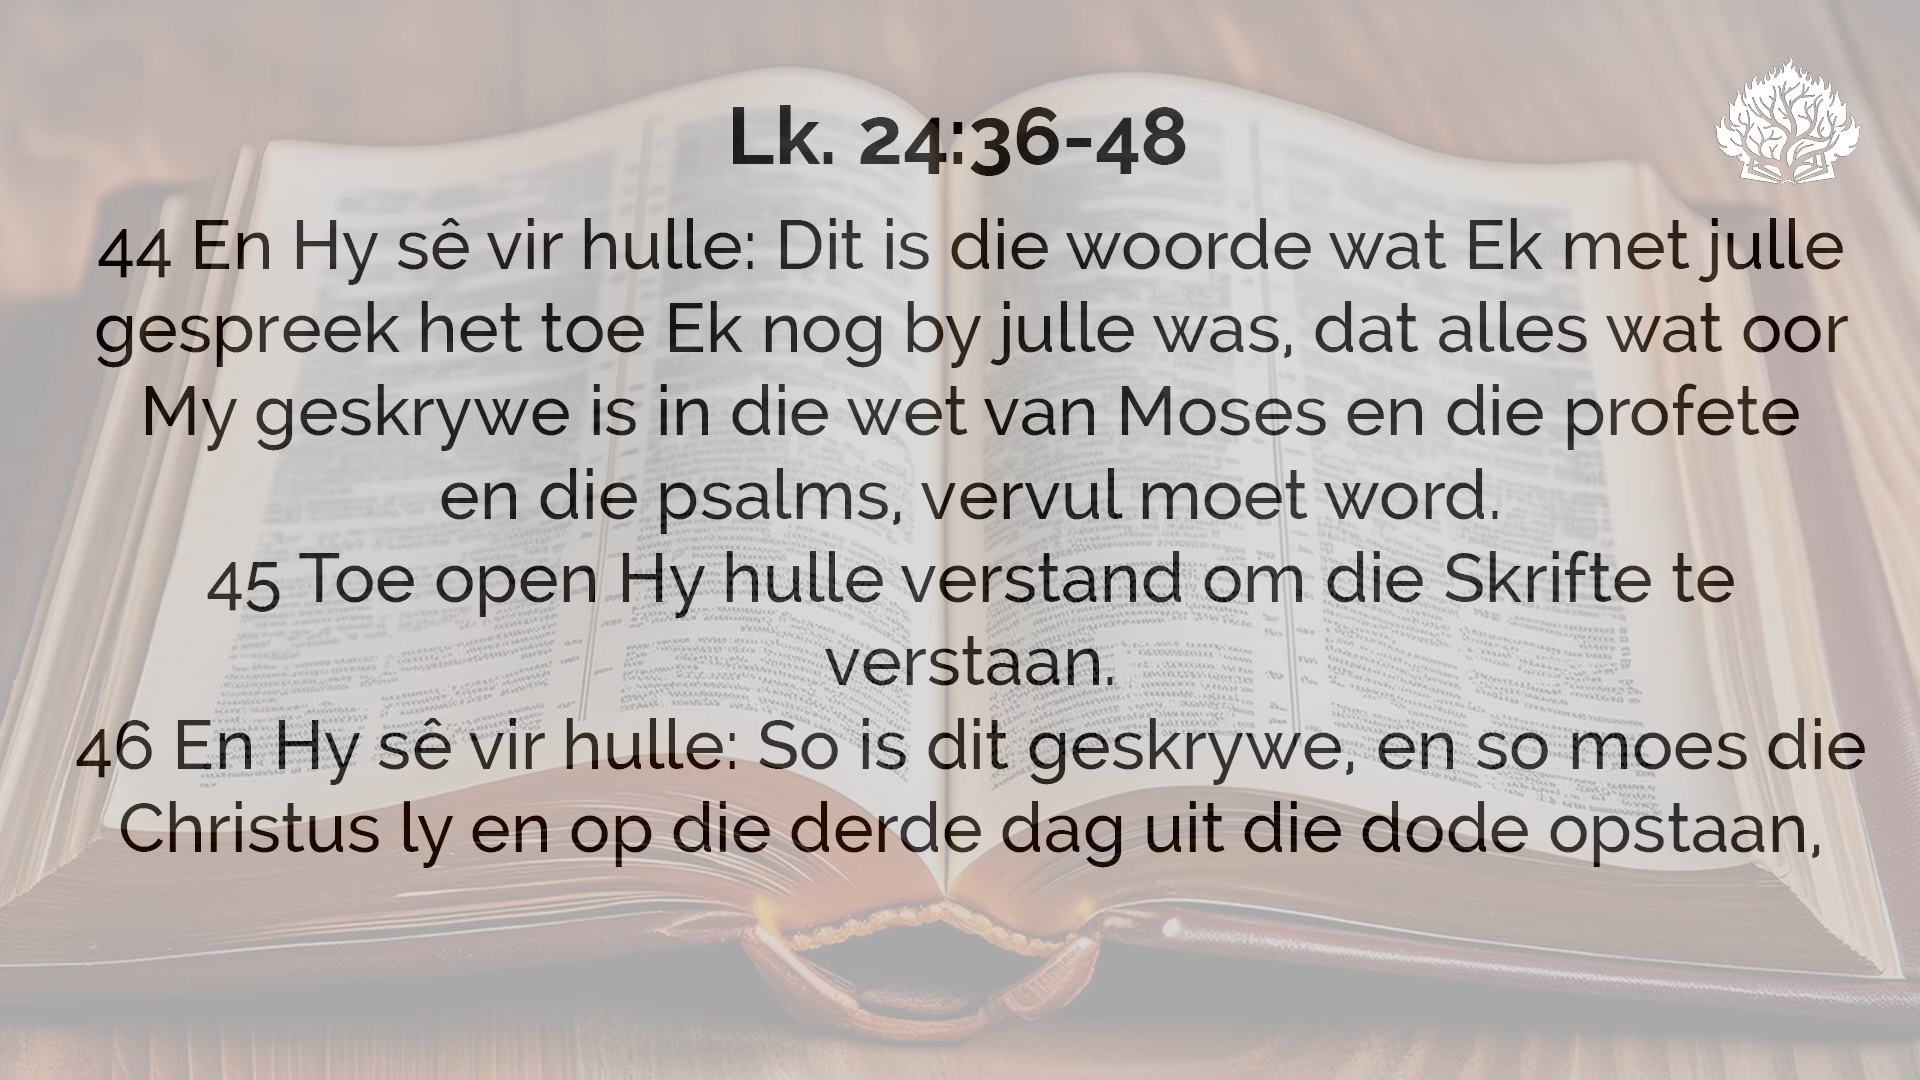 Lk. 24:36-48
44 En Hy sê vir hulle: Dit is die woorde wat Ek met julle
gespreek het toe Ek nog by julle was, dat alles wat oor
My geskrywe is in die wet van Moses en die profete
en die psalms, vervul moet word.
45 Toe open Hy hulle verstand om die Skrifte te
verstaan.
46 En Hy sê vir hulle: So is dit geskrywe, en so moes die
Christus ly en op die derde dag uit die dode opstaan,